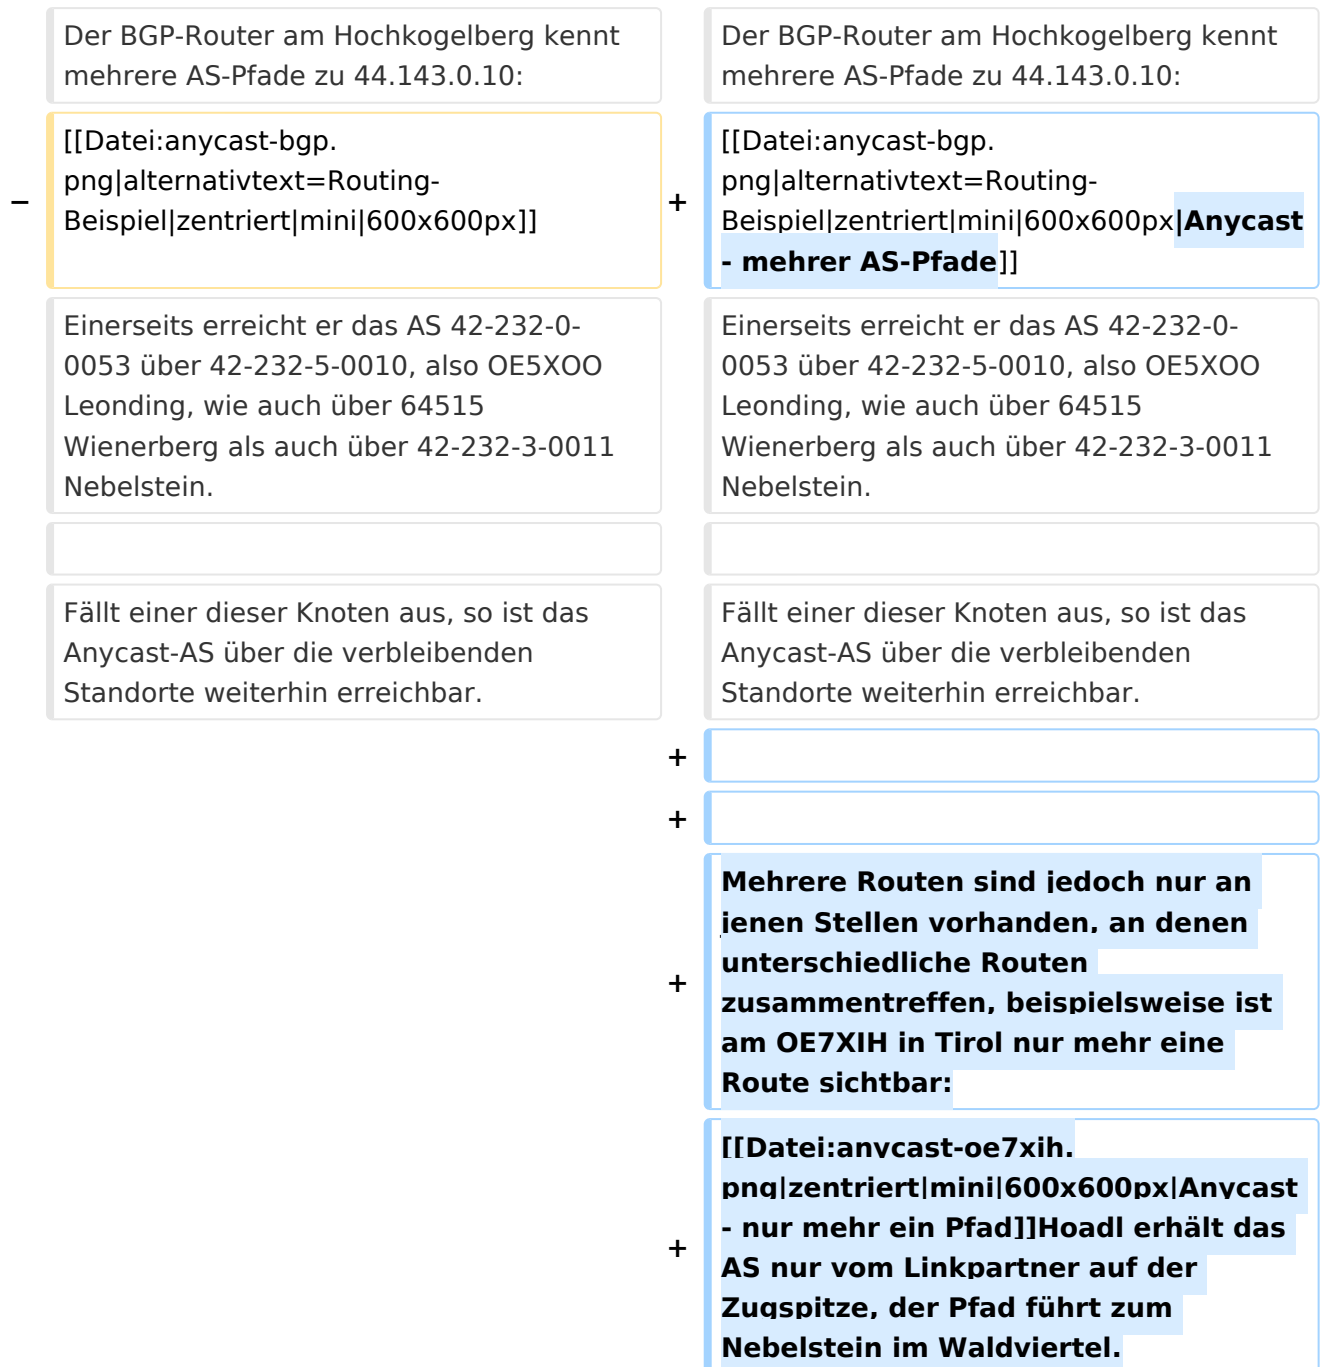 Der BGP-Router am Hochkogelberg kennt
mehrere AS-Pfade zu 44.143.0.10:
Der BGP-Router am Hochkogelberg kennt
mehrere AS-Pfade zu 44.143.0.10:
−
[[Datei:anycast-bgp.
png|alternativtext=Routing-
Beispiel|zentriert|mini|600x600px]]
+
[[Datei:anycast-bgp.
png|alternativtext=Routing-
Beispiel|zentriert|mini|600x600px|Anycast
- mehrer AS-Pfade]]
Einerseits erreicht er das AS 42-232-0-
0053 über 42-232-5-0010, also OE5XOO
Leonding, wie auch über 64515
Wienerberg als auch über 42-232-3-0011
Nebelstein.
Einerseits erreicht er das AS 42-232-0-
0053 über 42-232-5-0010, also OE5XOO
Leonding, wie auch über 64515
Wienerberg als auch über 42-232-3-0011
Nebelstein.
Fällt einer dieser Knoten aus, so ist das
Anycast-AS über die verbleibenden
Standorte weiterhin erreichbar.
Fällt einer dieser Knoten aus, so ist das
Anycast-AS über die verbleibenden
Standorte weiterhin erreichbar.
+
+
+
Mehrere Routen sind jedoch nur an
jenen Stellen vorhanden, an denen
unterschiedliche Routen
zusammentreffen, beispielsweise ist
am OE7XIH in Tirol nur mehr eine
Route sichtbar:
+
[[Datei:anycast-oe7xih.
png|zentriert|mini|600x600px|Anycast
- nur mehr ein Pfad]]Hoadl erhält das
AS nur vom Linkpartner auf der
Zugspitze, der Pfad führt zum
Nebelstein im Waldviertel.